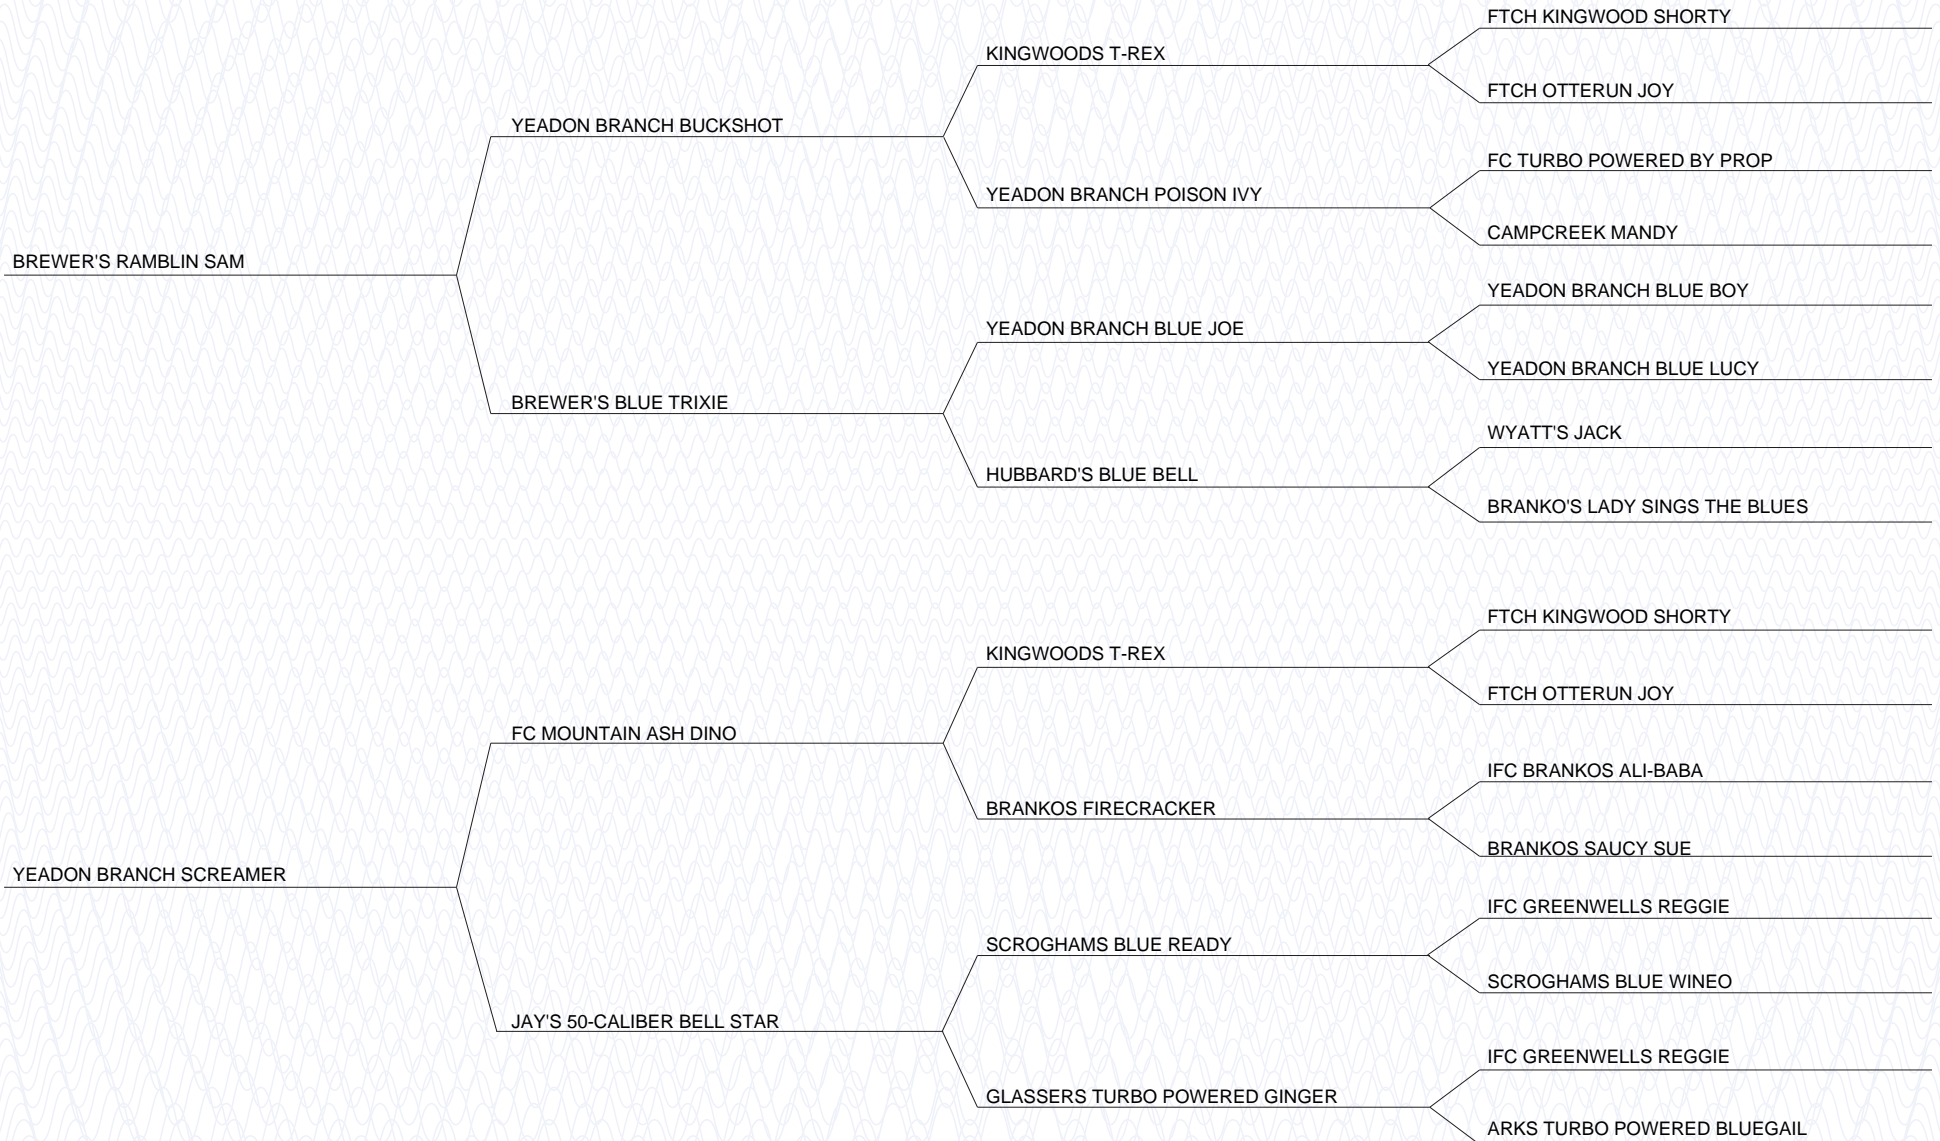 FTCH KINGWOOD SHORTY
KINGWOODS T-REX
FTCH OTTERUN JOY
YEADON BRANCH BUCKSHOT
FC TURBO POWERED BY PROP
YEADON BRANCH POISON IVY
CAMPCREEK MANDY
BREWER'S RAMBLIN SAM
YEADON BRANCH BLUE BOY
YEADON BRANCH BLUE JOE
YEADON BRANCH BLUE LUCY
BREWER'S BLUE TRIXIE
WYATT'S JACK
HUBBARD'S BLUE BELL
BRANKO'S LADY SINGS THE BLUES
FTCH KINGWOOD SHORTY
KINGWOODS T-REX
FTCH OTTERUN JOY
FC MOUNTAIN ASH DINO
IFC BRANKOS ALI-BABA
BRANKOS FIRECRACKER
BRANKOS SAUCY SUE
YEADON BRANCH SCREAMER
IFC GREENWELLS REGGIE
SCROGHAMS BLUE READY
SCROGHAMS BLUE WINEO
JAY'S 50-CALIBER BELL STAR
IFC GREENWELLS REGGIE
GLASSERS TURBO POWERED GINGER
ARKS TURBO POWERED BLUEGAIL